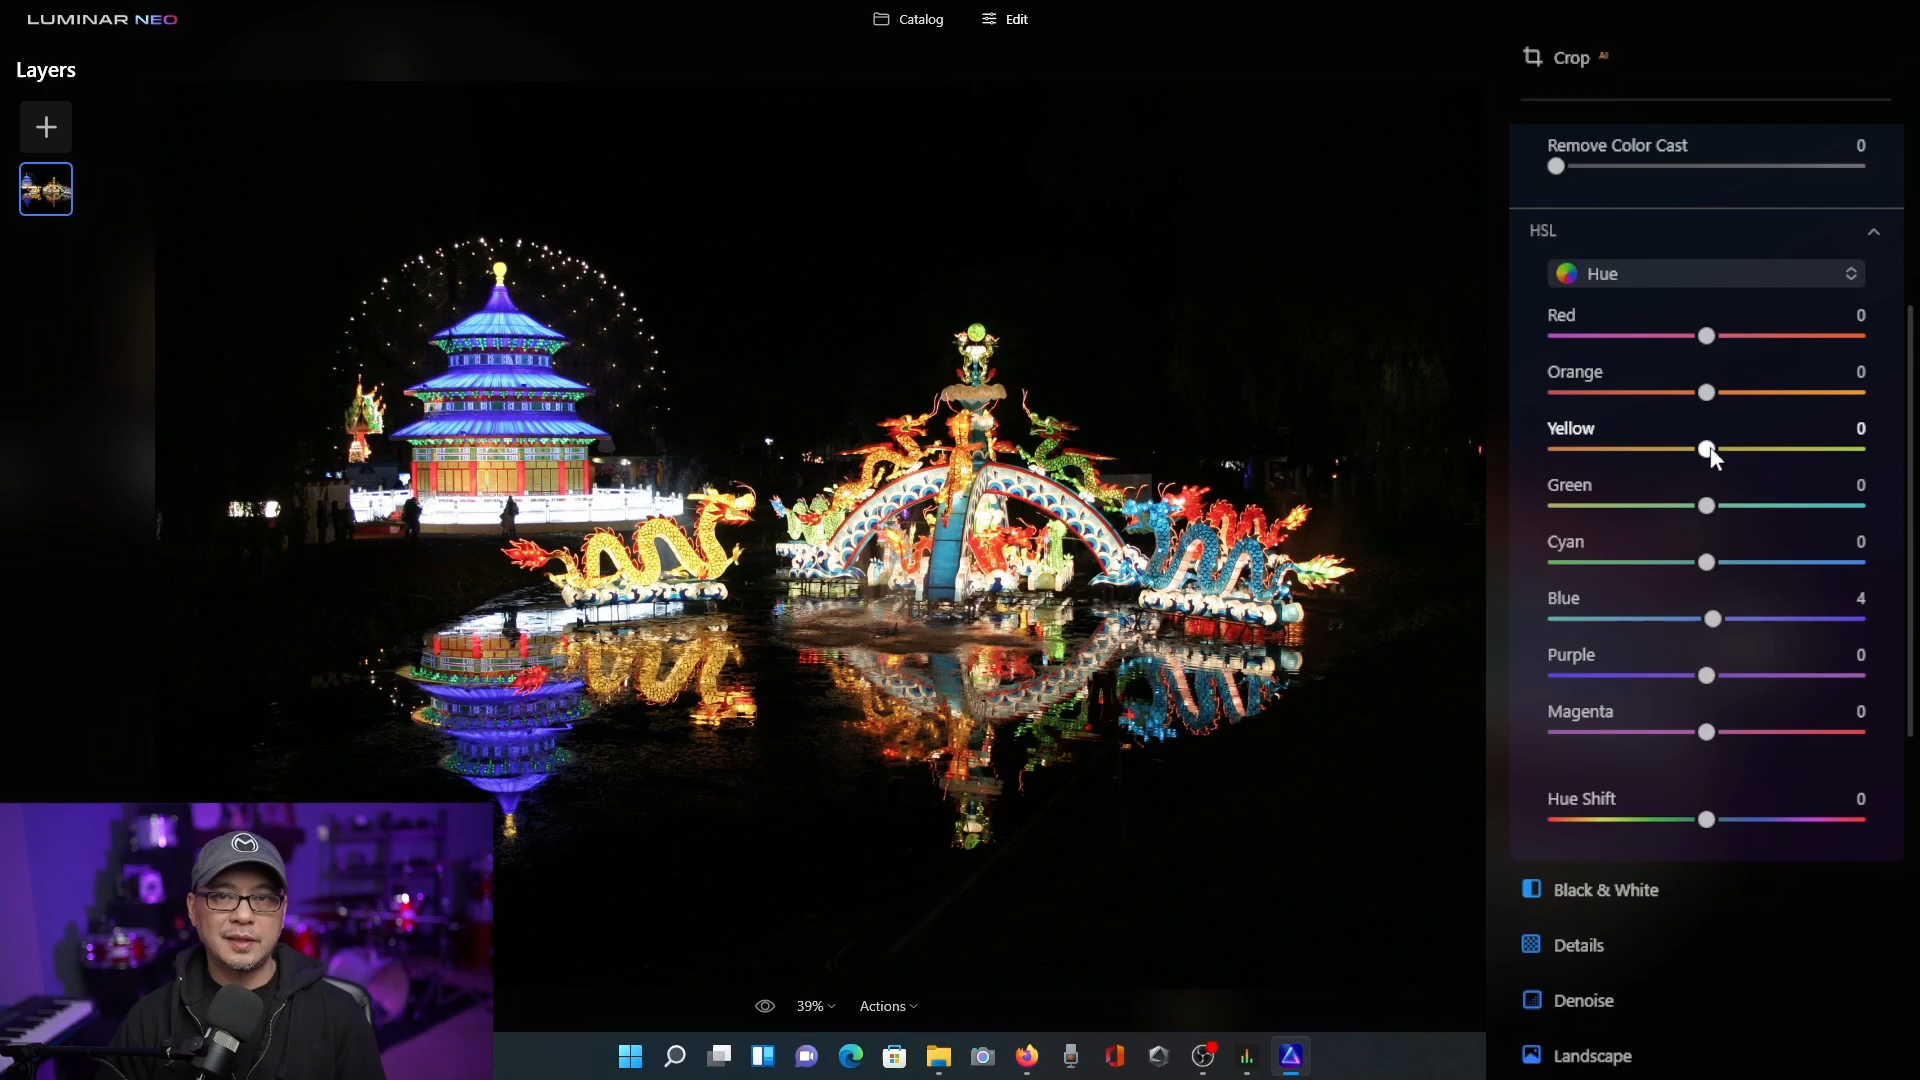 LUMINAR NEO
Catalog
Edit
Layers
Crop AI
Remove Color Cast 0
HSL
Hue
Red 0
Orange 0
Yellow 0
Green 0
Cyan 0
Blue 4
Purple 0
Magenta 0
Hue Shift 0
Black & White
Details
Denoise
Landscape
39%
Actions